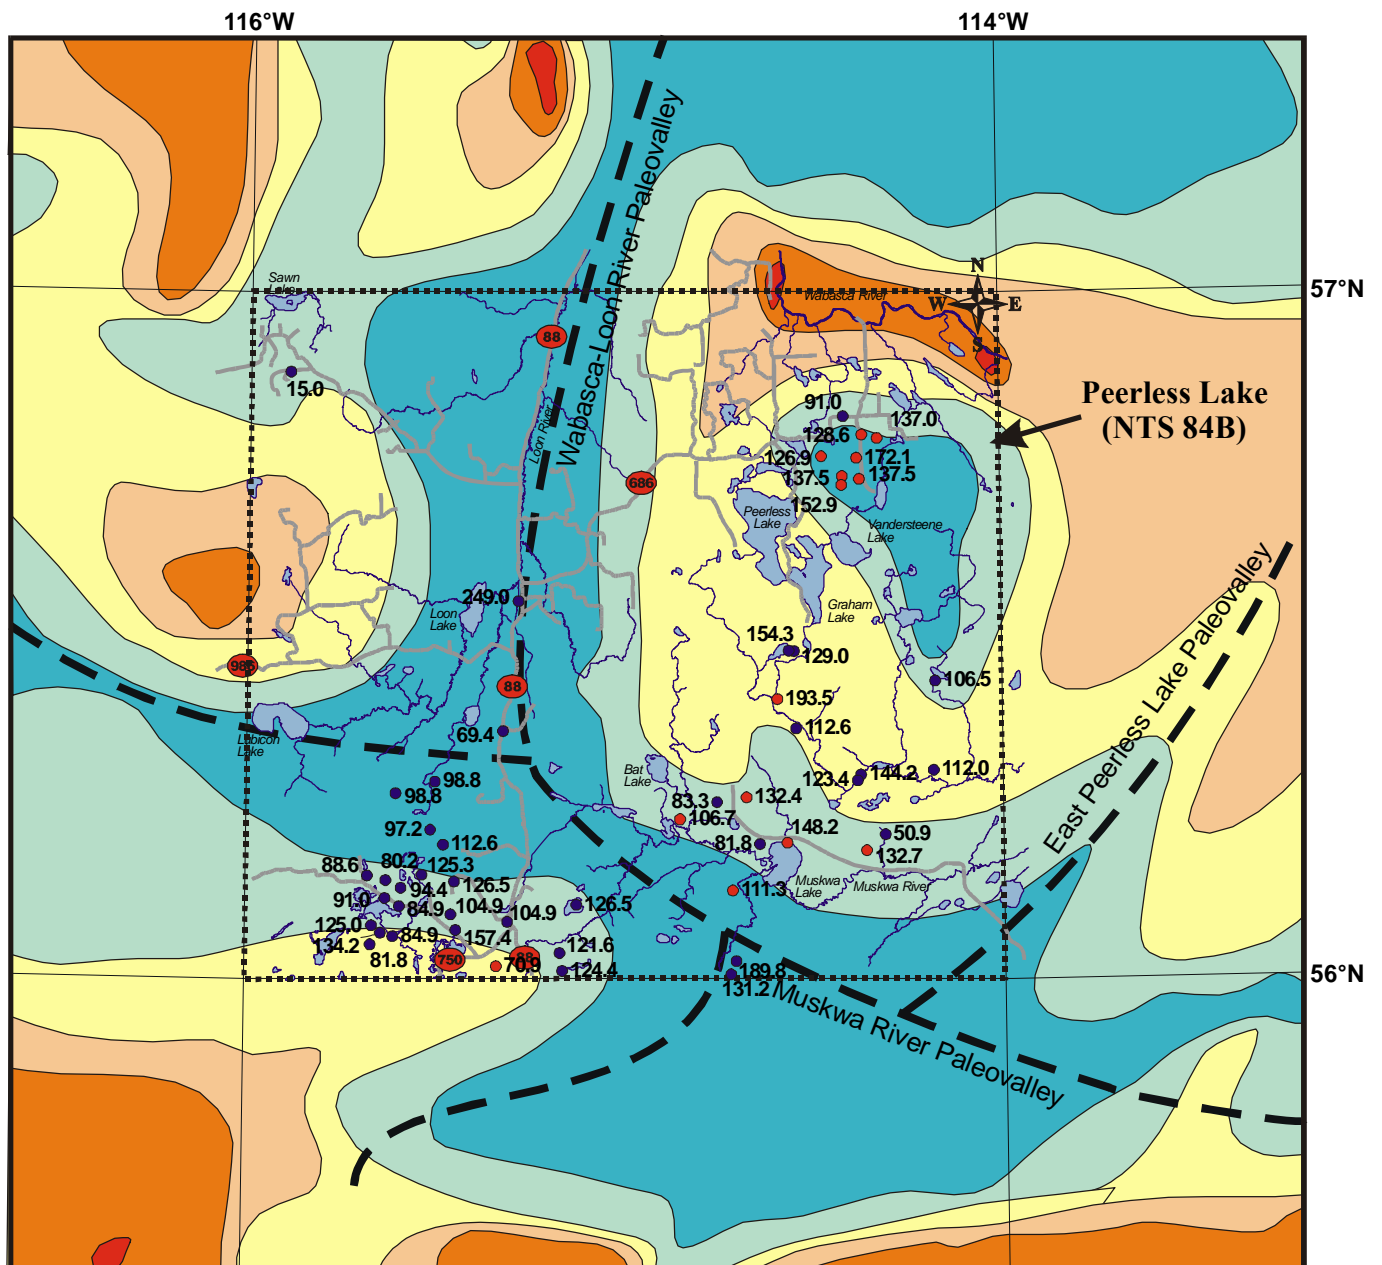 116°W
114°W
Wabasca-Loon River Paleovalley
N
Sawn
Lake
57°N
Wabasca River
W
E
88
S
15.0
Peerless Lake
(NTS 84B)
91.0
137.0
Loon River
128.6
126.9
172.1
137.5
137.5
686
152.9
Peerless
Lake
Vandersteene
Lake
249.0
Loon
Lake
Graham
Lake
154.3
129.0
986
106.5
88
193.5
East Peerless Lake Paleovalley
69.4
112.6
Lubicon
Lake
Bat
Lake
98.8
123.4
144.2
112.0
98.8
83.3
132.4
106.7
97.2
148.2
50.9
112.6
81.8
132.7
80.2
125.3
88.6
94.4
126.5
111.3
Muskwa
Lake
Muskwa River
91.0
84.9
104.9
104.9
126.5
125.0
84.9
157.4
134.2
121.6
81.8
750
70.9
88
124.4
189.8
56°N
131.2
Muskwa River Paleovalley